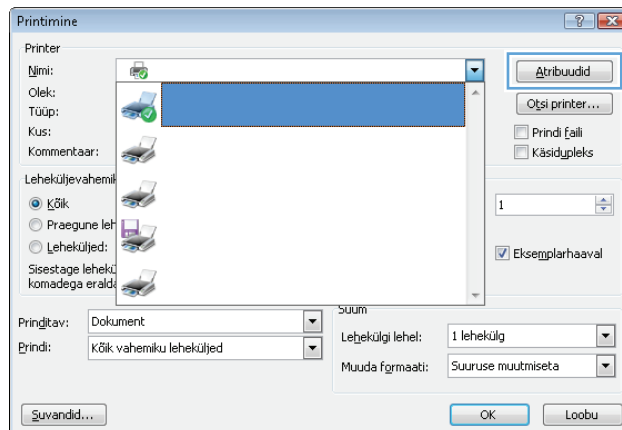 Printimine
Printer
Nimi:
Atribuudid
Olek:
Tüüp:
Otsi printer...
Kus:
Prindi faili
Kommentaar:
Käsidupleks
Leheküljevahemik
Kõik
1
Praegune leh
Leheküljed:
Eksemplarhaaval
Sisestage lehekü
komadega eralda
Suum
Prinditav: Dokument
Lehekülgi lehel: 1 lehekülg
Prindi: Kõik vahemiku leheküljed
Muuda formaati: Suuruse muutmiseta
Suvandid...
OK
Loobu